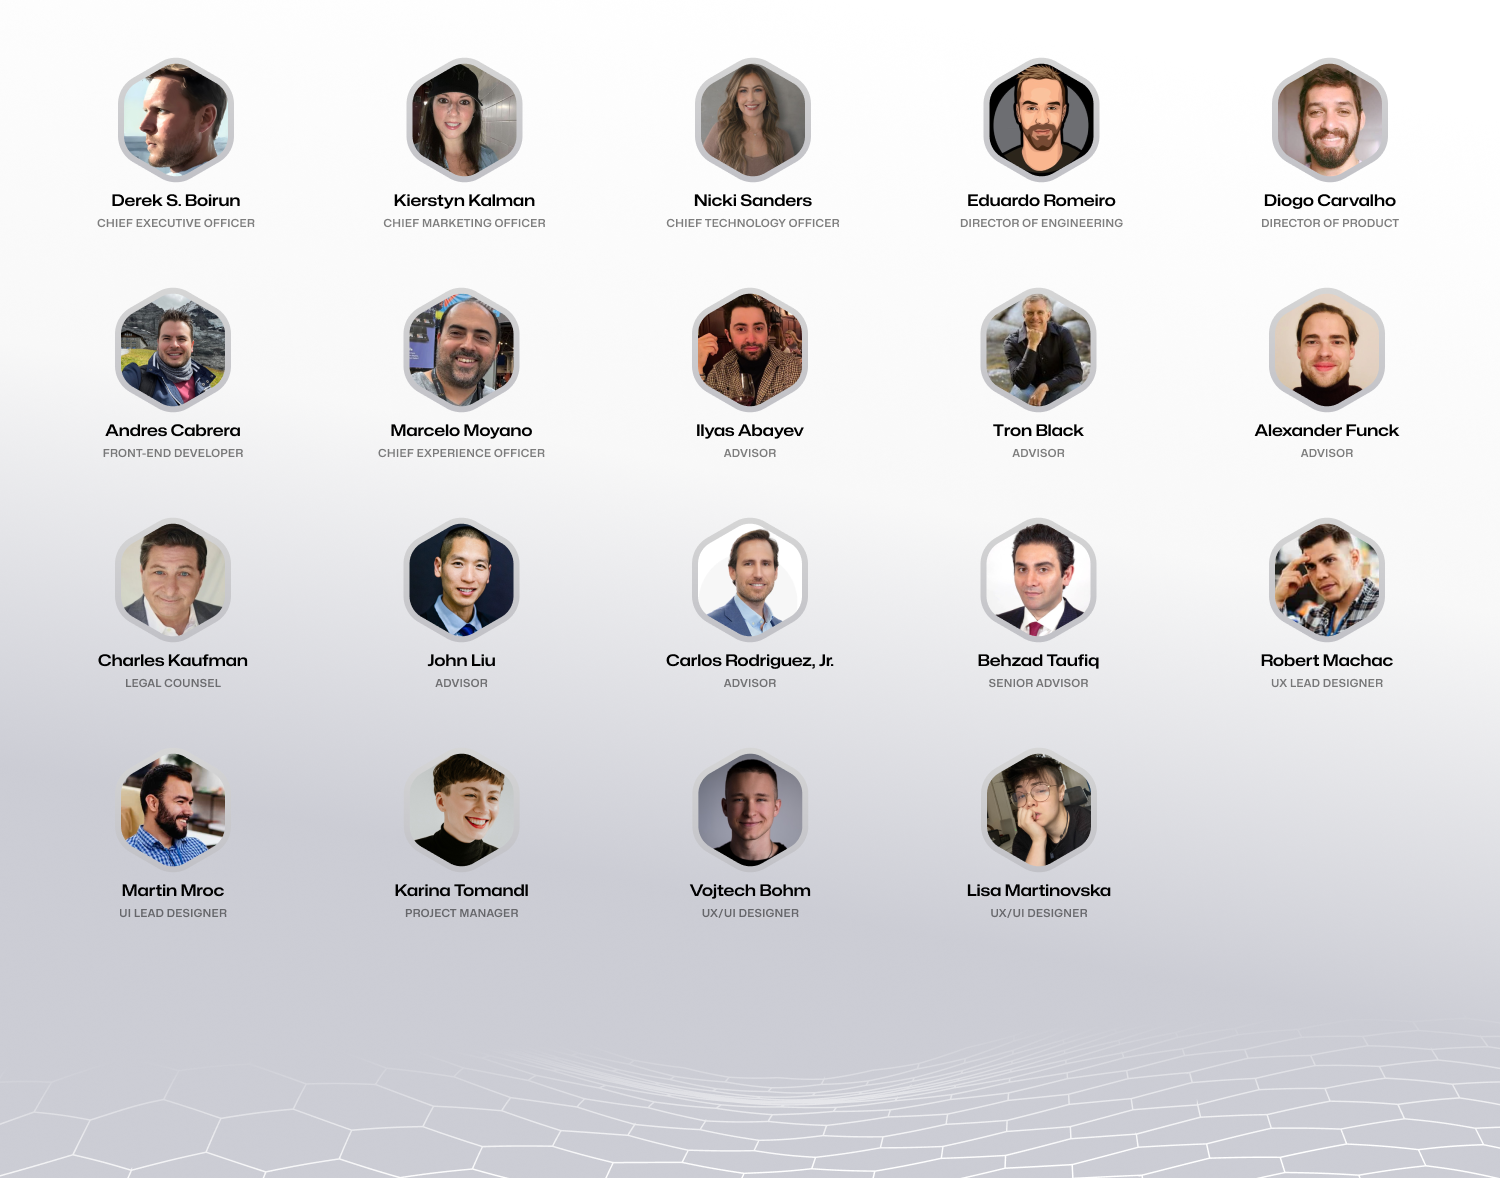 Derek S. Boirun
CHIEF EXECUTIVE OFFICER
Kierstyn Kalman
CHIEF MARKETING OFFICER
Nicki Sanders
CHIEF TECHNOLOGY OFFICER
Eduardo Romeiro
DIRECTOR OF ENGINEERING
Diogo Carvalho
DIRECTOR OF PRODUCT
Andres Cabrera
FRONT-END DEVELOPER
Marcelo Moyano
CHIEF EXPERIENCE OFFICER
Ilyas Abayev
ADVISOR
Tron Black
ADVISOR
Alexander Funck
ADVISOR
Charles Kaufman
LEGAL COUNSEL
John Liu
ADVISOR
Carlos Rodriguez, Jr.
ADVISOR
Behzad Taufiq
SENIOR ADVISOR
Robert Machac
UX LEAD DESIGNER
Martin Mroc
UI LEAD DESIGNER
Karina Tomandl
PROJECT MANAGER
Vojtech Bohm
UX/UI DESIGNER
Lisa Martinovska
UX/UI DESIGNER